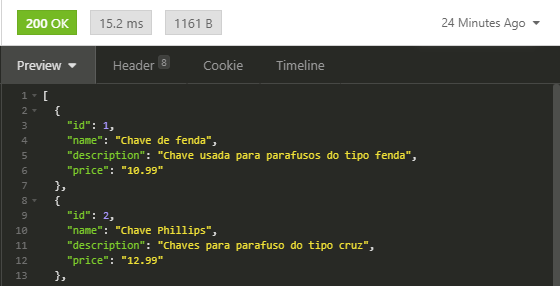 200 OK 15.2 ms 1161 B 24 Minutes Ago
Preview Header 8 Cookie Timeline
1 [
2 {
3 "id": 1,
4 "name": "Chave de fenda",
5 "description": "Chave usada para parafusos do tipo fenda",
6 "price": "10.99"
7 },
8 {
9 "id": 2,
10 "name": "Chave Phillips",
11 "description": "Chaves para parafuso do tipo cruz",
12 "price": "12.99"
13 },